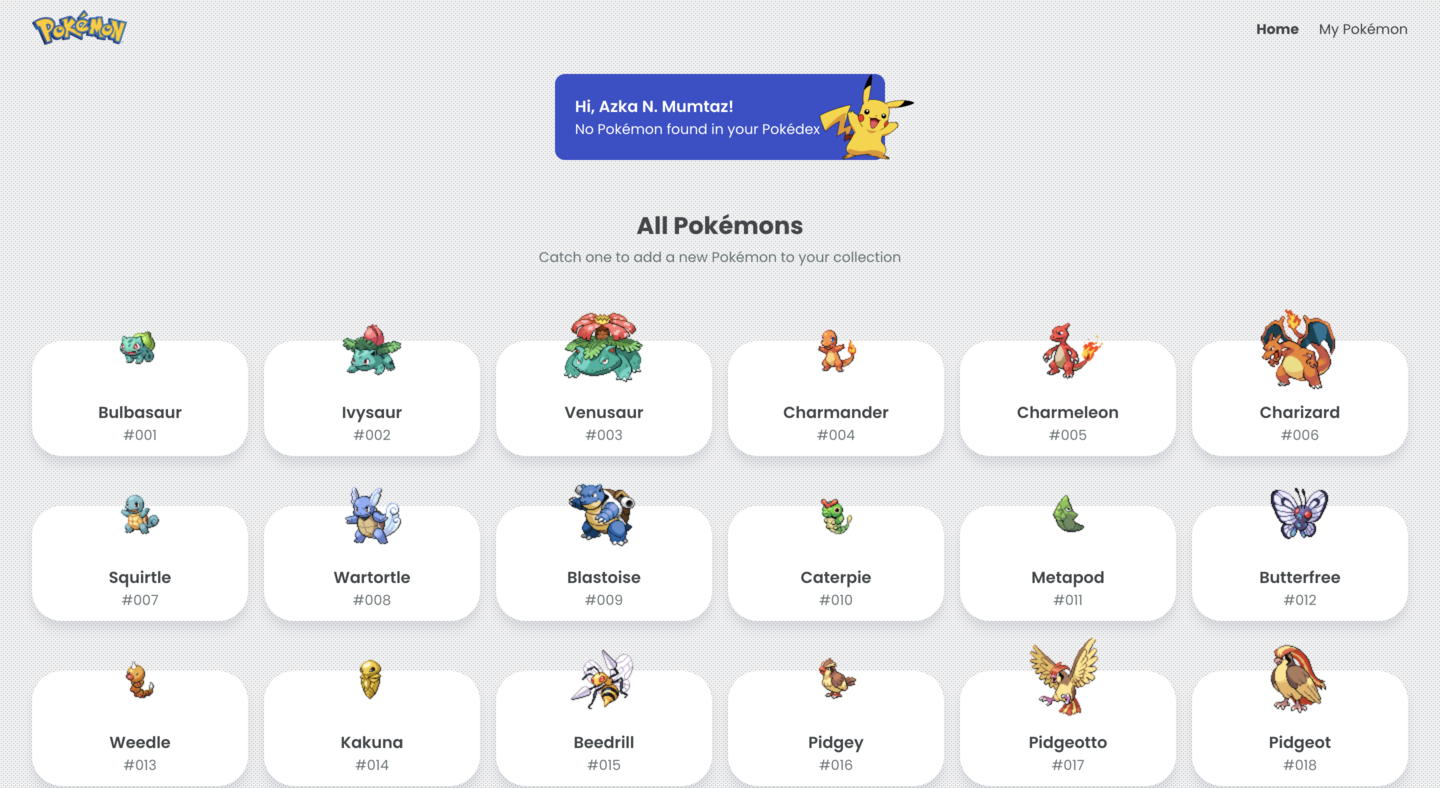 POKéMON
Home My Pokémon
Hi, Azka N. Mumtaz!
No Pokémon found in your Pokédex
All Pokémons
Catch one to add a new Pokémon to your collection
Bulbasaur Ivysaur Venusaur Charmander Charmeleon Charizard
#001 #002 #003 #004 #005 #006
Squirtle Wartortle Blastoise Caterpie Metapod Butterfree
#007 #008 #009 #010 #011 #012
Weedle Kakuna Beedrill Pidgey Pidgeotto Pidgeot
#013 #014 #015 #016 #017 #018